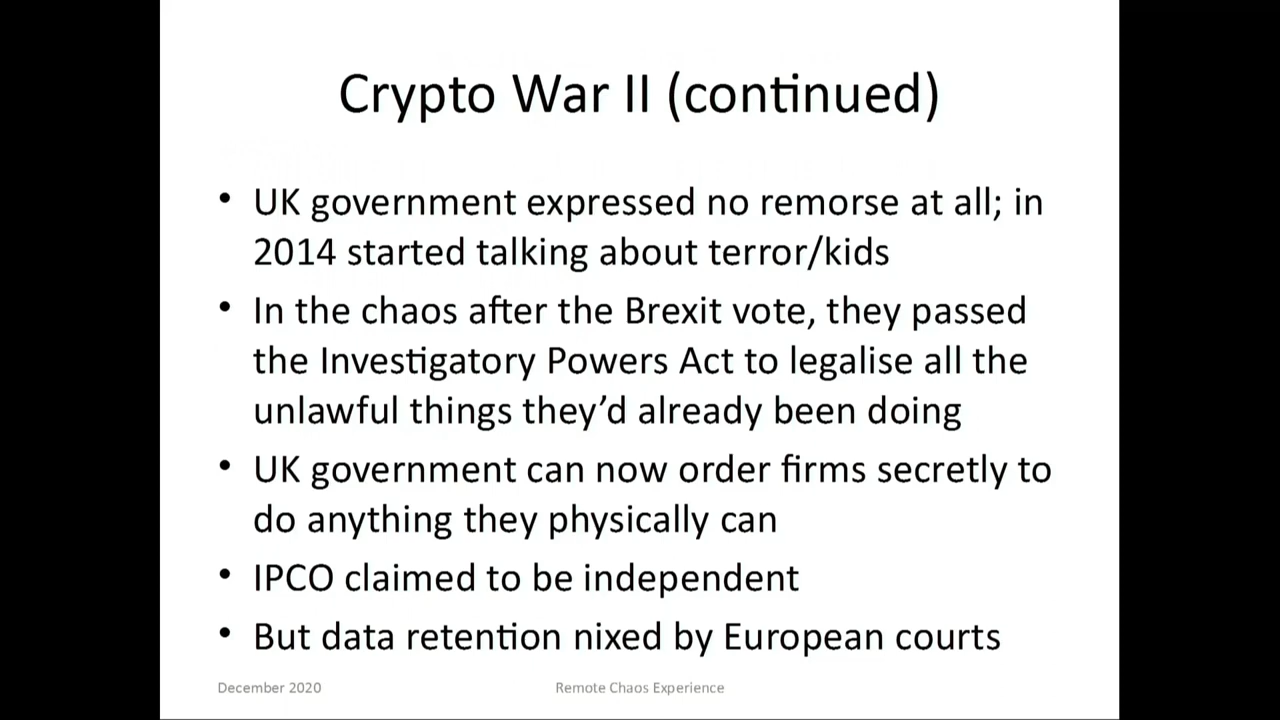 Crypto War II (continued)
• UK government expressed no remorse at all; in
2014 started talking about terror/kids
• In the chaos after the Brexit vote, they passed
the Investigatory Powers Act to legalise all the
unlawful things they’d already been doing
• UK government can now order firms secretly to
do anything they physically can
• IPCO claimed to be independent
• But data retention nixed by European courts
December 2020 Remote Chaos Experience